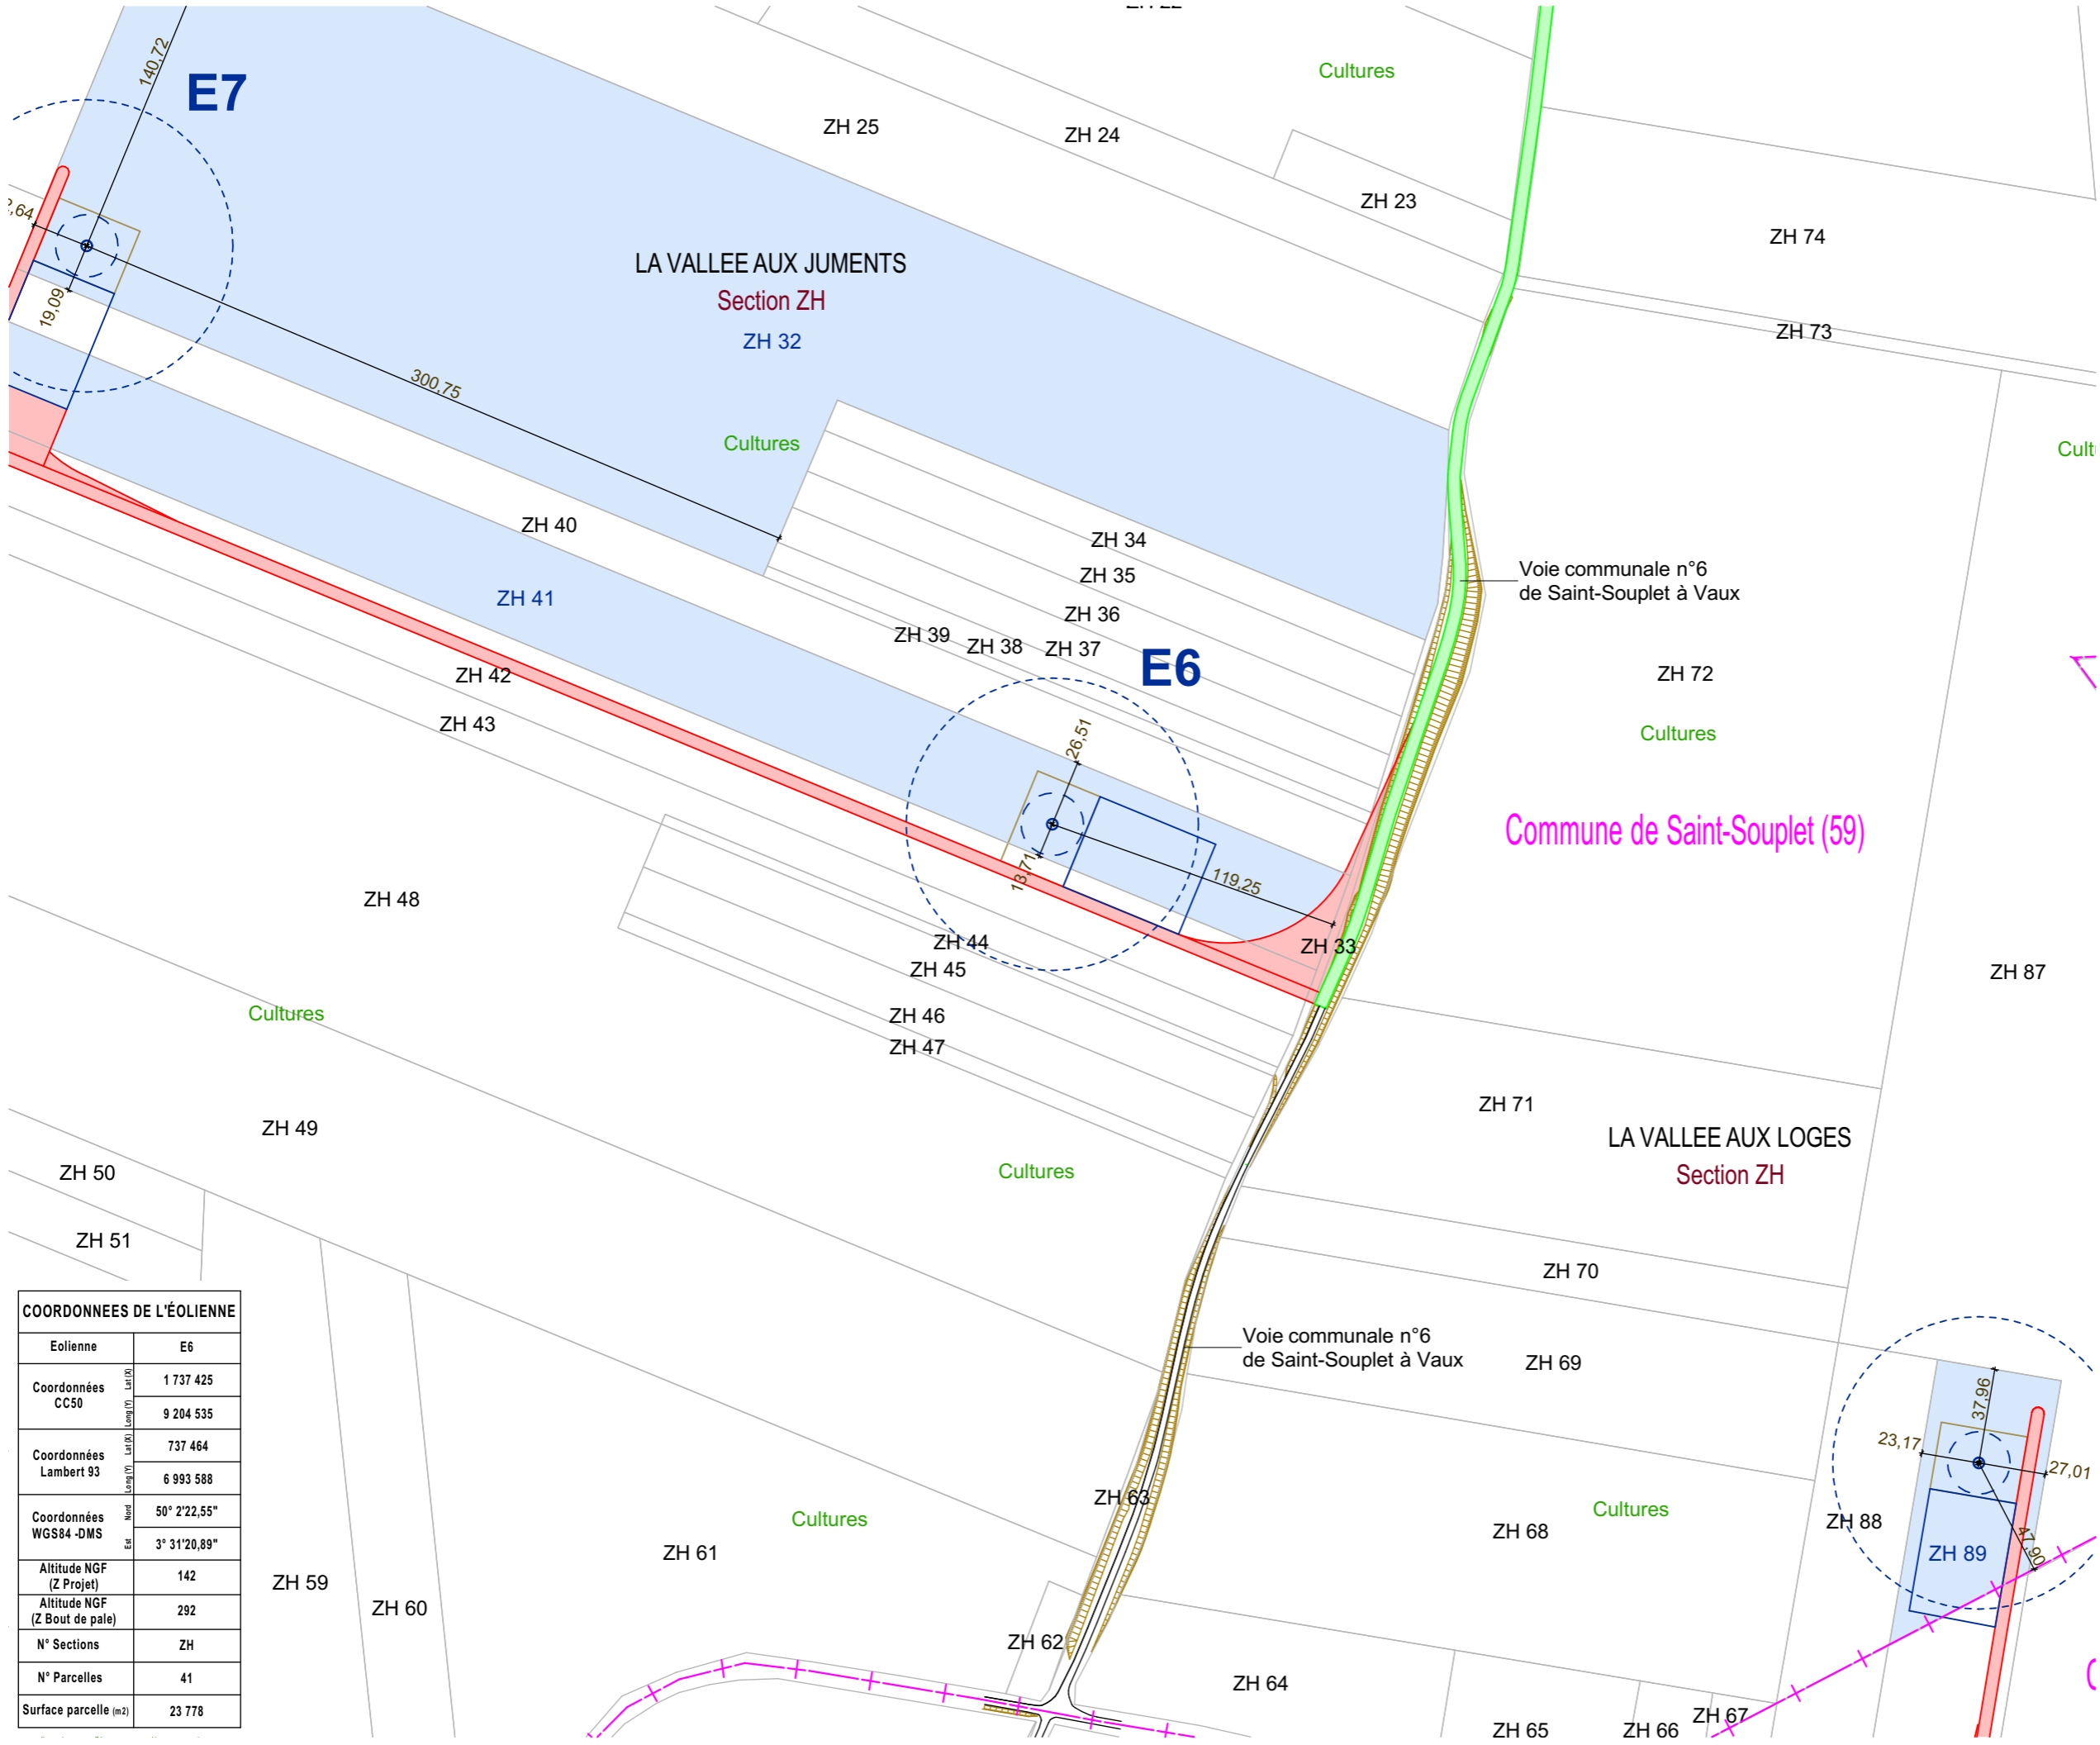 140,72
E7
Cultures
ZH 25
ZH 24
ZH 23
ZH 74
,64
19,09
LA VALLEE AUX JUMENTS
Section ZH
ZH 32
ZH 73
300,75
Cultures
ZH 40
ZH 41
ZH 34
ZH 35
ZH 36
ZH 39
ZH 38
ZH 37
E6
Voie communale n°6
de Saint-Souplet à Vaux
ZH 72
Cultures
ZH 42
ZH 43
26,51
13,71
119,25
Commune de Saint-Souplet (59)
ZH 48
ZH 33
ZH 44
ZH 45
ZH 46
ZH 47
ZH 87
Cultures
ZH 49
ZH 50
ZH 51
Cultures
ZH 71
LA VALLEE AUX LOGES
Section ZH
ZH 70
Voie communale n°6
de Saint-Souplet à Vaux
ZH 69
COORDONNEES DE L'ÉOLIENNE
Eolienne E6
Coordonnées CC50 Lat(X) 1 737 425
Long(Y) 9 204 535
Coordonnées Lambert 93 Lat(X) 737 464
Long(Y) 6 993 588
Coordonnées WGS84 -DMS Nord 50° 2'22,55"
Est 3° 31'20,89"
Altitude NGF (Z Projet) 142
Altitude NGF (Z Bout de pale) 292
N° Sections ZH
N° Parcelles 41
Surface parcelle (m2) 23 778
ZH 59
ZH 60
ZH 61
Cultures
ZH 63
ZH 62
ZH 64
ZH 68
Cultures
ZH 65
ZH 66
ZH 67
37,96
23,17
27,01
47,90
ZH 88
ZH 89